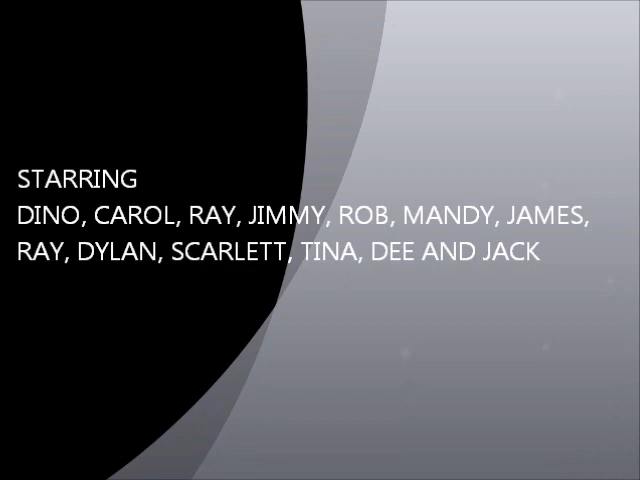 STARRING
DINO, CAROL, RAY, JIMMY, ROB, MANDY, JAMES,
RAY, DYLAN, SCARLETT, TINA, DEE AND JACK